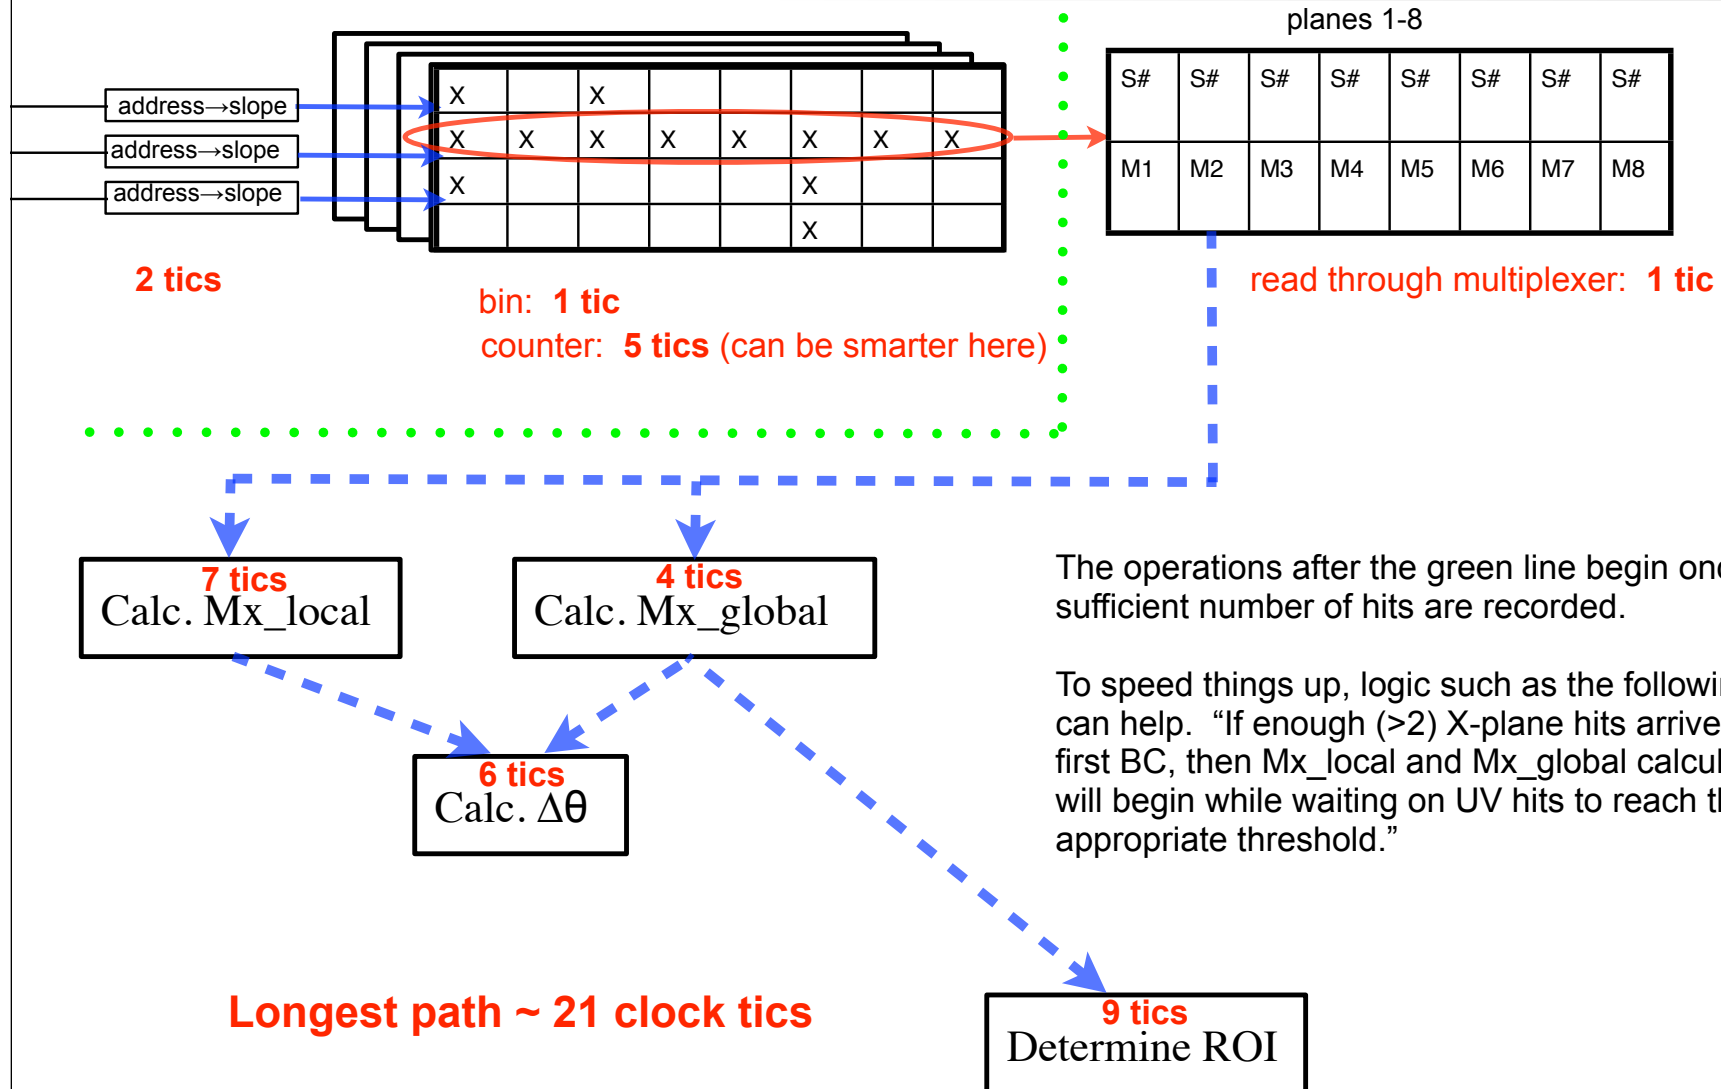 planes 1-8
address→slope
address→slope
address→slope
X X
X X X X X X X X
X X
X
S# S# S# S# S# S# S# S#
M1 M2 M3 M4 M5 M6 M7 M8
2 tics
bin: 1 tic
counter: 5 tics (can be smarter here)
read through multiplexer: 1 tic
7 tics
Calc. Mx_local
4 tics
Calc. Mx_global
6 tics
Calc. Δθ
The operations after the green line begin
sufficient number of hits are recorded.
To speed things up, logic such as the
can help. “If enough (>2) X-plane hits arrive
first BC, then Mx_local and Mx_global
will begin while waiting on UV hits to reach
appropriate threshold.”
Longest path ~ 21 clock tics
9 tics
Determine ROI